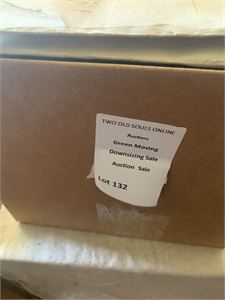 TWO OLD SOULS ONLINE
Auctions
Green Moving
Downsizing Sale
Auction Sale
Lot 132